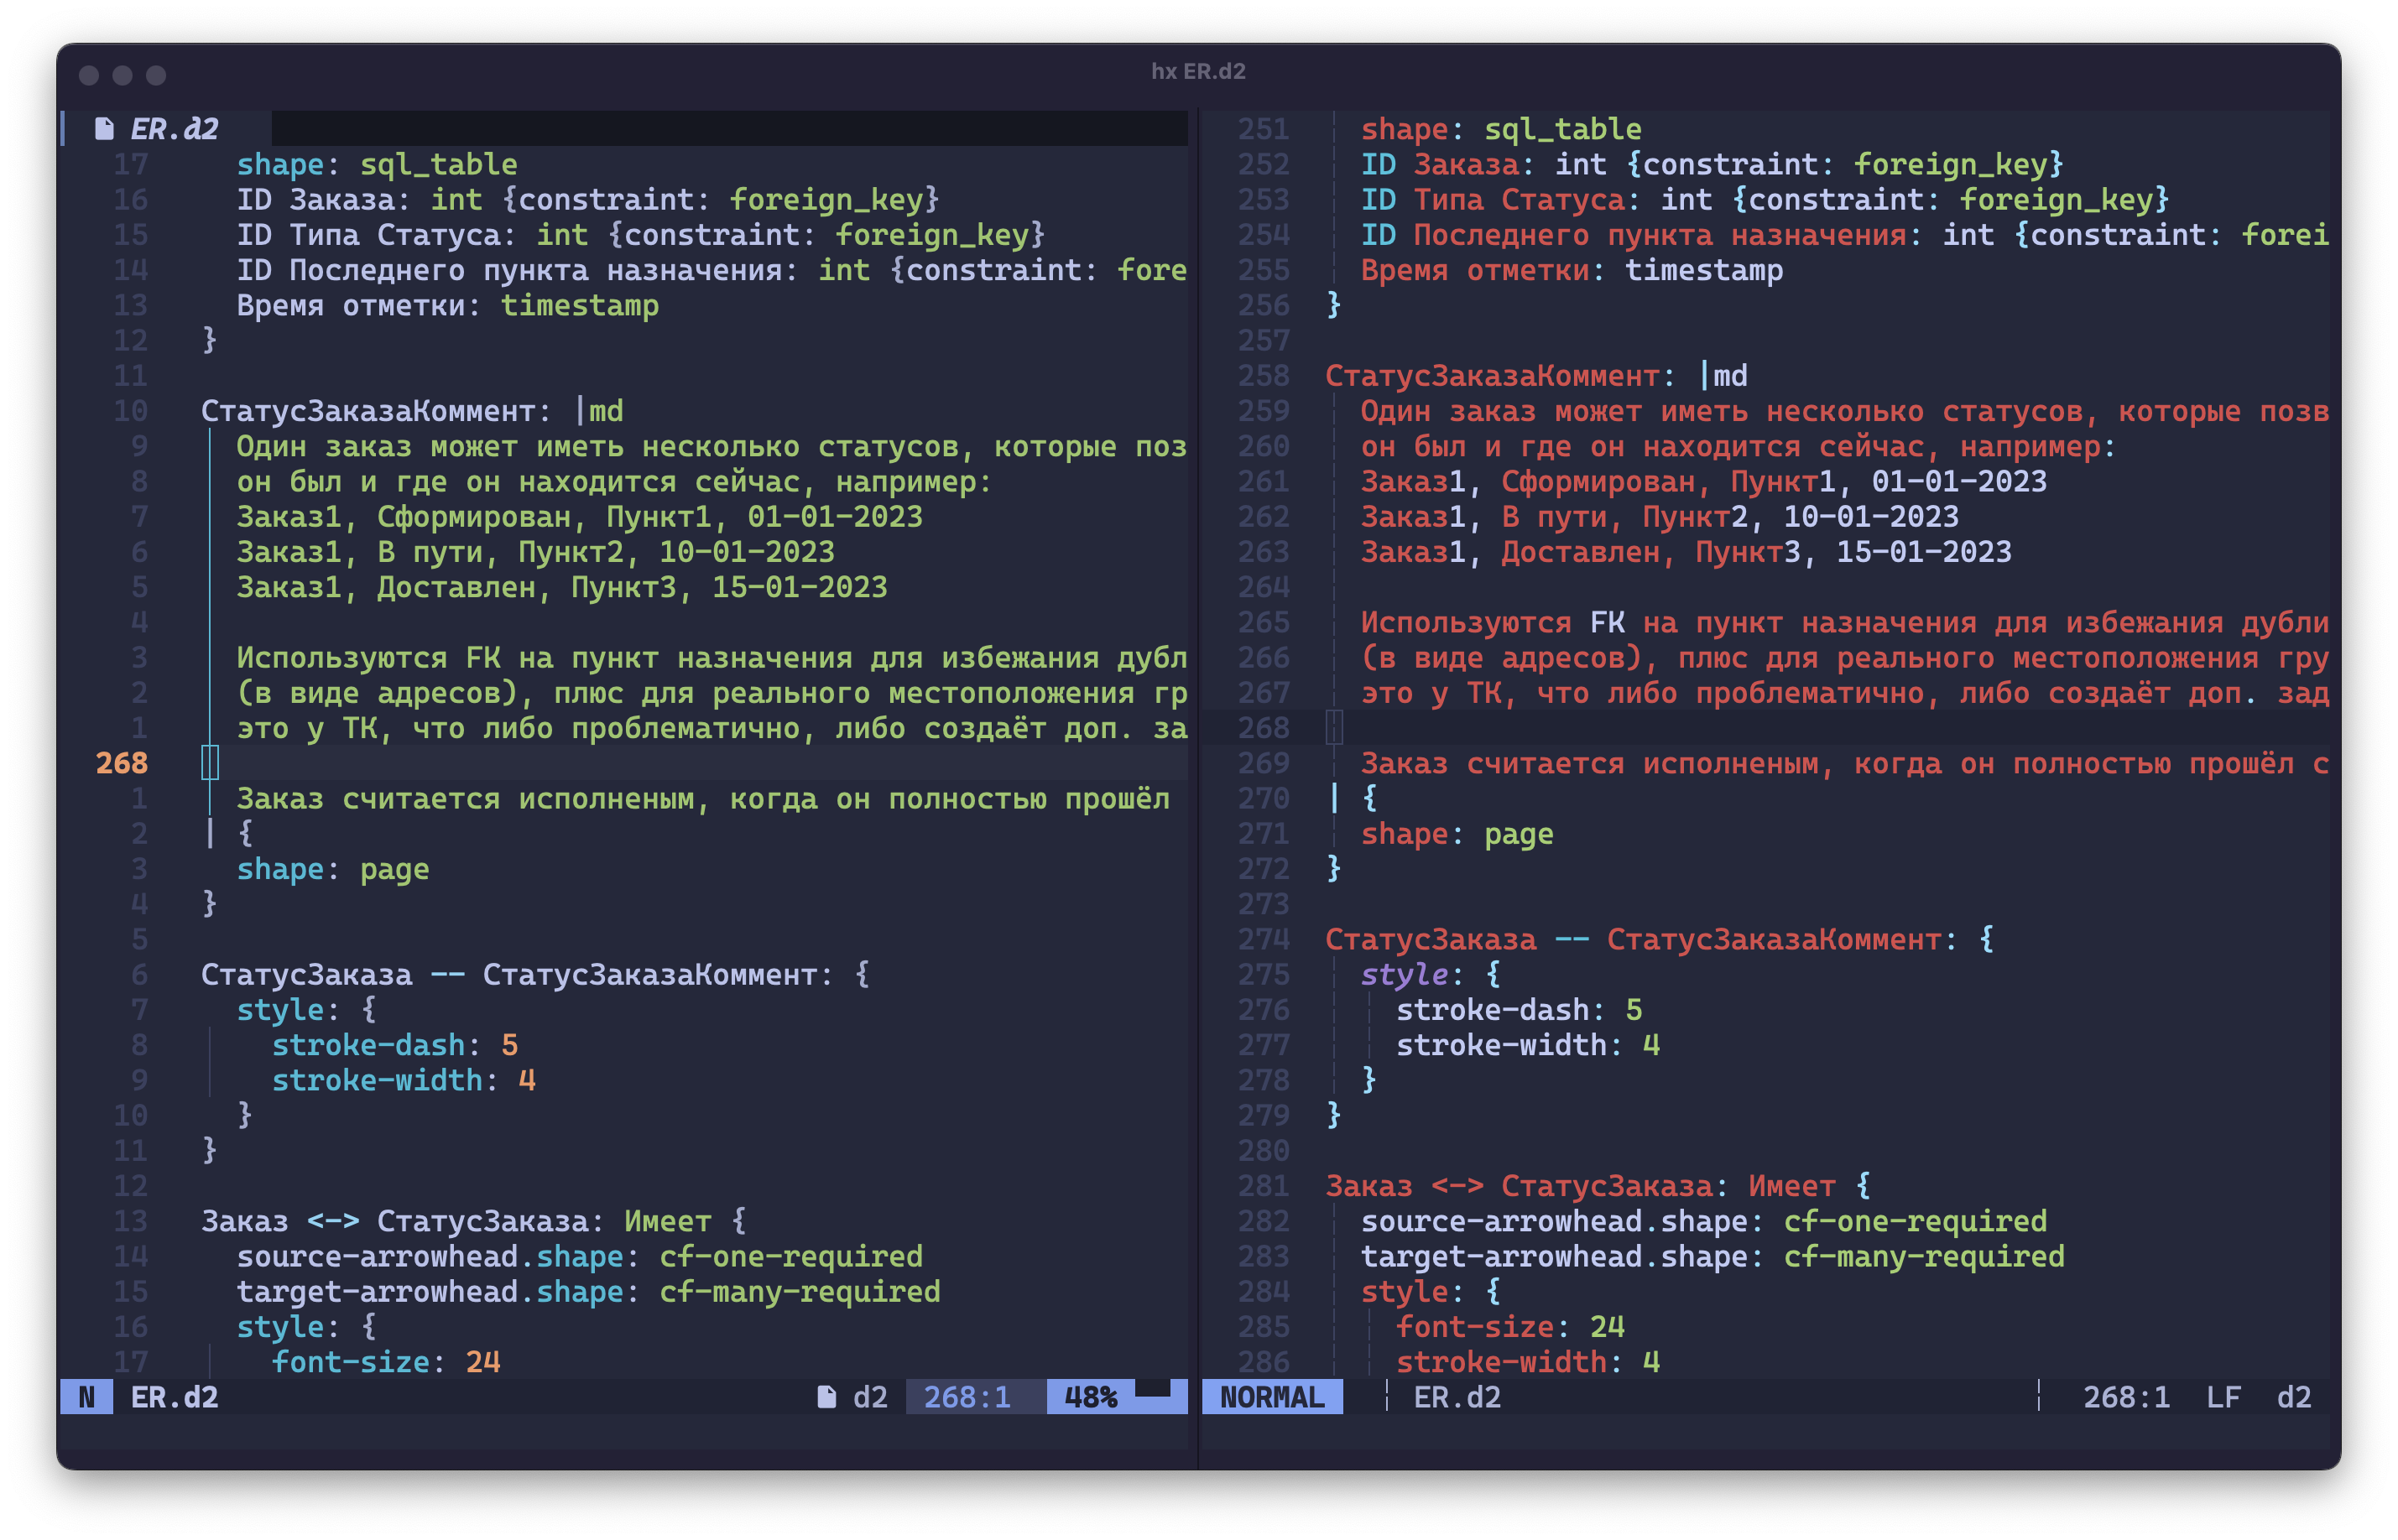 hx ER.d2
ER.d2
17 shape: sql_table
16 ID Заказа: int {constraint: foreign_key}
15 ID Типа Статуса: int {constraint: foreign_key}
14 ID Последнего пункта назначения: int {constraint: fore
13 Время отметки: timestamp
12 }
11
10 СтатусЗаказаКоммент: |md
9 Один заказ может иметь несколько статусов, которые поз
8 он был и где он находится сейчас, например:
7 Заказ1, Сформирован, Пункт1, 01-01-2023
6 Заказ1, В пути, Пункт2, 10-01-2023
5 Заказ1, Доставлен, Пункт3, 15-01-2023
4
3 Используются FK на пункт назначения для избежания дубл
2 (в виде адресов), плюс для реального местоположения гр
1 это у ТК, что либо проблематично, либо создаёт доп. за
268
1 Заказ считается исполненым, когда он полностью прошёл
2 | {
3 shape: page
4 }
5
6 СтатусЗаказа -- СтатусЗаказаКоммент: {
7 style: {
8 stroke-dash: 5
9 stroke-width: 4
10 }
11 }
12
13 Заказ <-> СтатусЗаказа: Имеет {
14 source-arrowhead.shape: cf-one-required
15 target-arrowhead.shape: cf-many-required
16 style: {
17 font-size: 24
N ER.d2 d2 268:1 48%
251 shape: sql_table
252 ID Заказа: int {constraint: foreign_key}
253 ID Типа Статуса: int {constraint: foreign_key}
254 ID Последнего пункта назначения: int {constraint: forei
255 Время отметки: timestamp
256 }
257
258 СтатусЗаказаКоммент: |md
259 Один заказ может иметь несколько статусов, которые позв
260 он был и где он находится сейчас, например:
261 Заказ1, Сформирован, Пункт1, 01-01-2023
262 Заказ1, В пути, Пункт2, 10-01-2023
263 Заказ1, Доставлен, Пункт3, 15-01-2023
264
265 Используются FK на пункт назначения для избежания дубли
266 (в виде адресов), плюс для реального местоположения гру
267 это у ТК, что либо проблематично, либо создаёт доп. зад
268
269 Заказ считается исполненым, когда он полностью прошёл с
270 | {
271 shape: page
272 }
273
274 СтатусЗаказа -- СтатусЗаказаКоммент: {
275 style: {
276 stroke-dash: 5
277 stroke-width: 4
278 }
279 }
280
281 Заказ <-> СтатусЗаказа: Имеет {
282 source-arrowhead.shape: cf-one-required
283 target-arrowhead.shape: cf-many-required
284 style: {
285 font-size: 24
286 stroke-width: 4
NORMAL ER.d2 268:1 LF d2